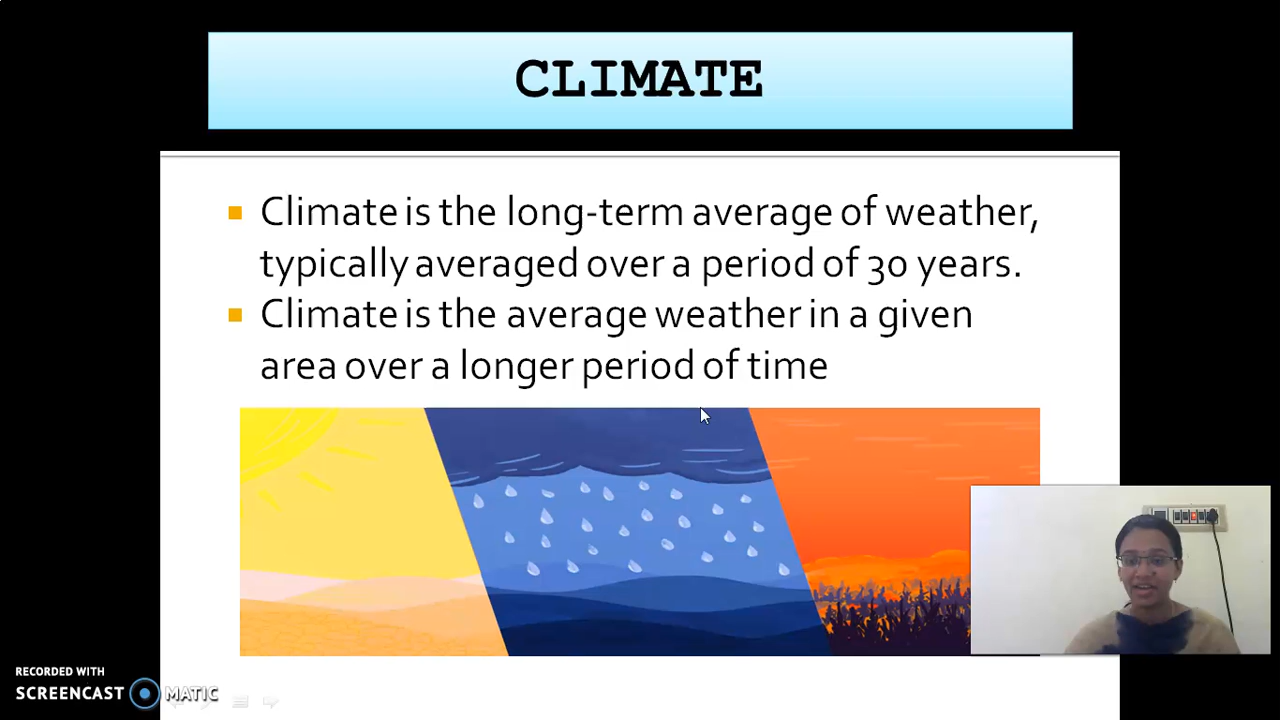 CLIMATE
Climate is the long-term average of weather,
typically averaged over a period of 30 years.
Climate is the average weather in a given
area over a longer period of time
RECORDED WITH
SCREENCAST MATIC